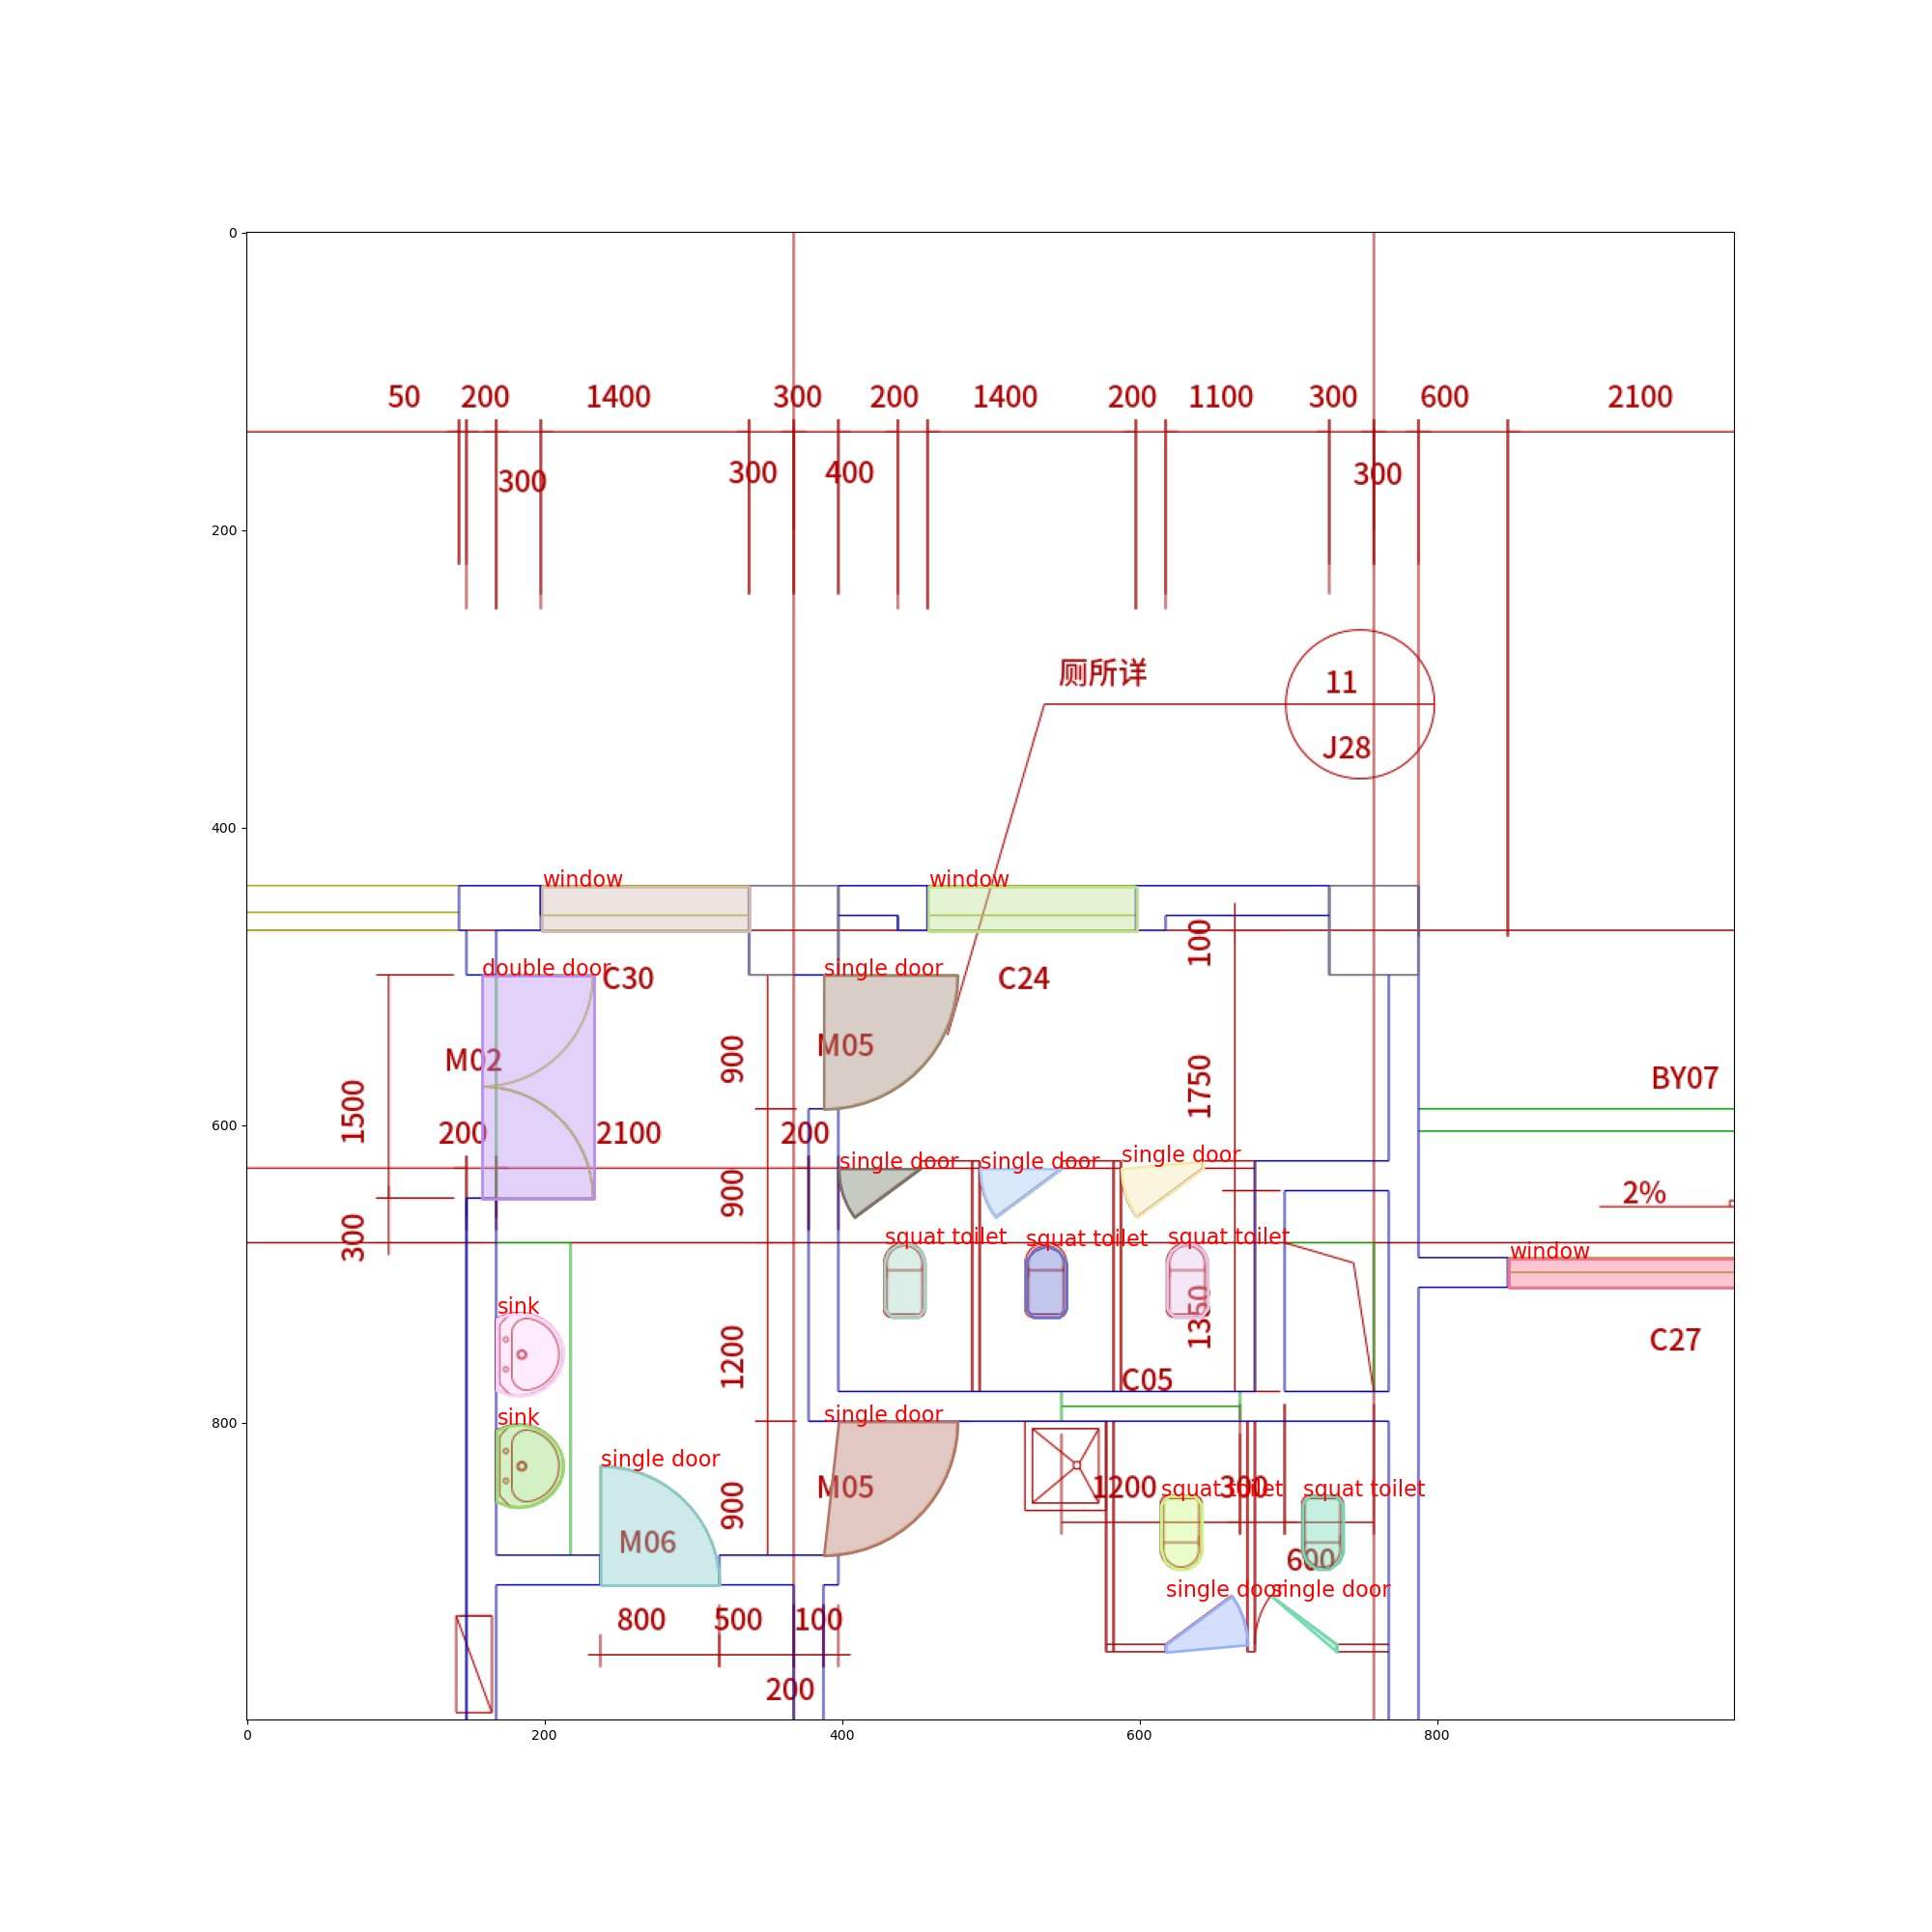 0
50 200 1400 300 200 1400 200 1100 300 600 2100
300 300 400 300
200
厕所详
11
J28
400
window window
100
double door C30 single door C24
M05
M02
900
1750
BY07
1500
200 2100 200
600
single door single door single door
900
2%
300
squat toilet squat toilet squat toilet
window
1350
sink
1200
C27
C05
sink single door
800
single door
M05 1200 300
squat toilet squat toilet
900
M06
600
single door single door
800 500 100
200
0 200 400 600 800